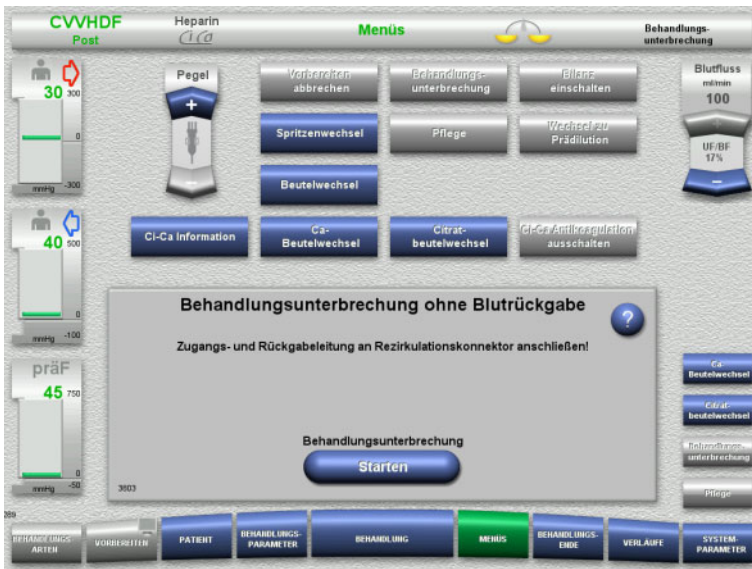 CVVHDF
Post
Heparin
Ci Ca
Menüs
Behandlungs-
unterbrechung
30
300
0
mmHg
-300
Pegel
+
−
Vorbereiten
abbrechen
Behandlungs-
unterbrechung
Bilanz
einschalten
Spritzenwechsel
Pflege
Wechsel zu
Prädilution
Beutelwechsel
Blutfluss
ml/min
100
+
UF/BF
17%
−
40
500
0
mmHg
-100
Ci-Ca Information
Ca-
Beutelwechsel
Citrat-
beutelwechsel
Ci-Ca Antikoagulation
ausschalten
Behandlungsunterbrechung ohne Blutrückgabe
?
Zugangs- und Rückgabeleitung an Rezirkulationskonnektor anschließen!
Behandlungsunterbrechung
Starten
3603
präF
45
750
0
mmHg
-50
Ca-
Beutelwechsel
Citrat-
beutelwechsel
Behandlungs-
unterbrechung
Pflege
BEHANDLUNGS-
ARTEN
VORBEREITEN
PATIENT
BEHANDLUNGS-
PARAMETER
BEHANDLUNG
MENÜS
BEHANDLUNGS-
ENDE
VERLÄUFE
SYSTEM-
PARAMETER